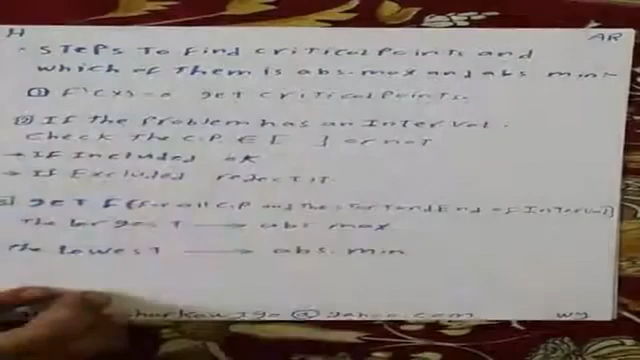 H AR
. Steps To find critical points and
which of Them is abs. max and abs min
① F'(x)=0 get critical points.
② If the problem has an Interval.
check The C.P ∈ [ ] or not
→ If Included ok
→ If Excluded reject it.
get F( ) for all C.P and the start and End of Interval]
The largest → abs max
The lowest → abs. min
@yahoo.com